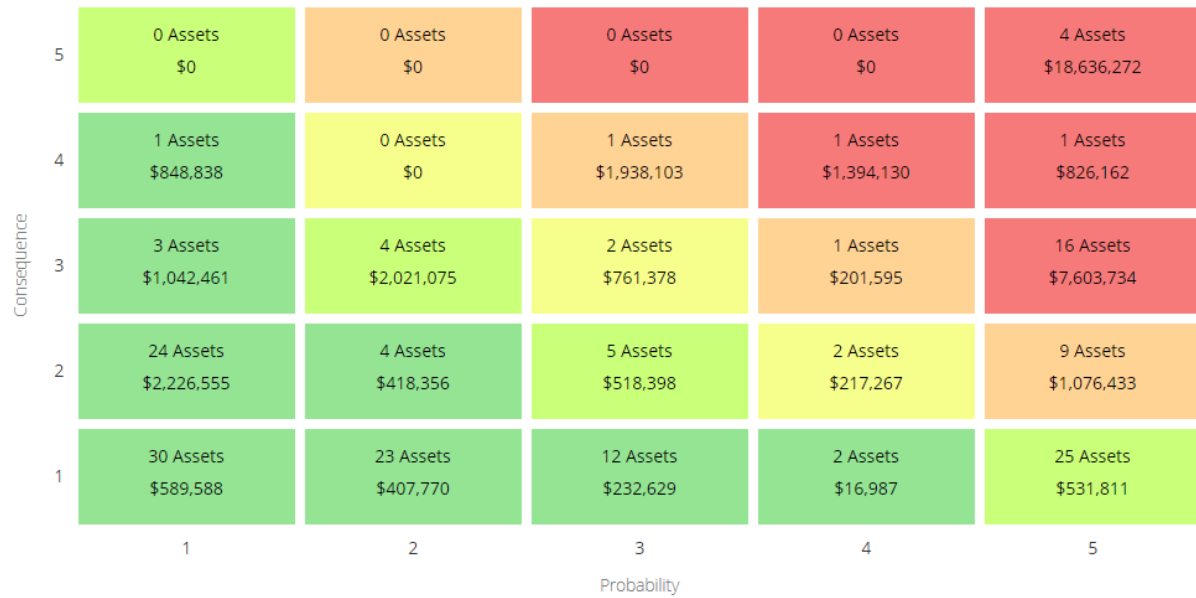 5
0 Assets
$0
0 Assets
$0
0 Assets
$0
0 Assets
$0
4 Assets
$18,636,272
4
1 Assets
$848,838
0 Assets
$0
1 Assets
$1,938,103
1 Assets
$1,394,130
1 Assets
$826,162
Consequence
3
3 Assets
$1,042,461
4 Assets
$2,021,075
2 Assets
$761,378
1 Assets
$201,595
16 Assets
$7,603,734
2
24 Assets
$2,226,555
4 Assets
$418,356
5 Assets
$518,398
2 Assets
$217,267
9 Assets
$1,076,433
1
30 Assets
$589,588
23 Assets
$407,770
12 Assets
$232,629
2 Assets
$16,987
25 Assets
$531,811
1
2
3
4
5
Probability